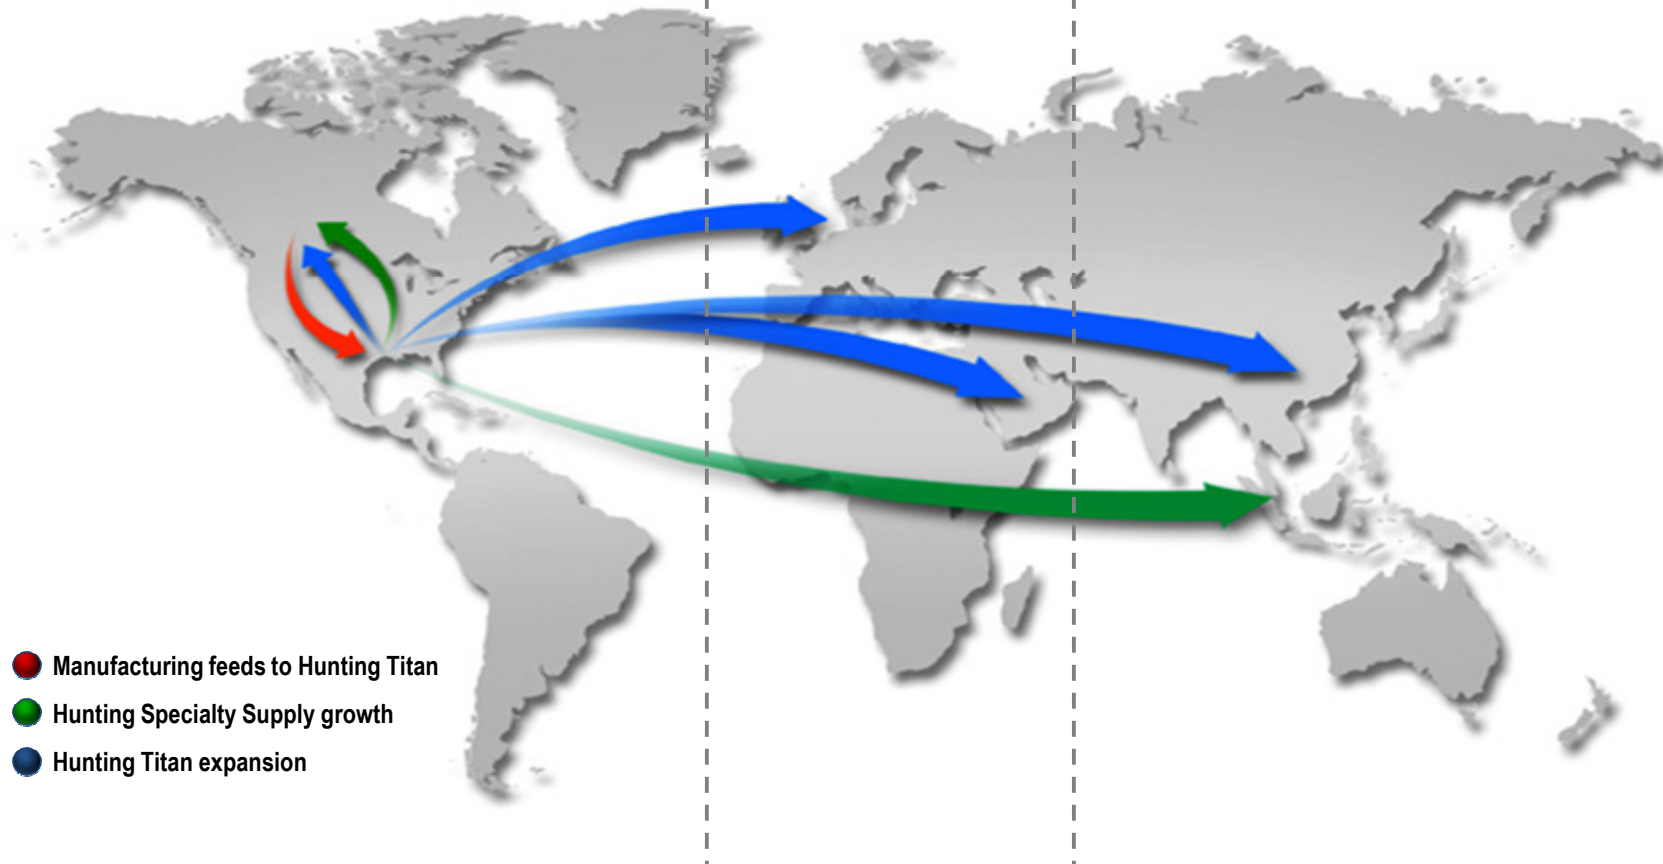 Manufacturing feeds to Hunting Titan
Hunting Specialty Supply growth
Hunting Titan expansion